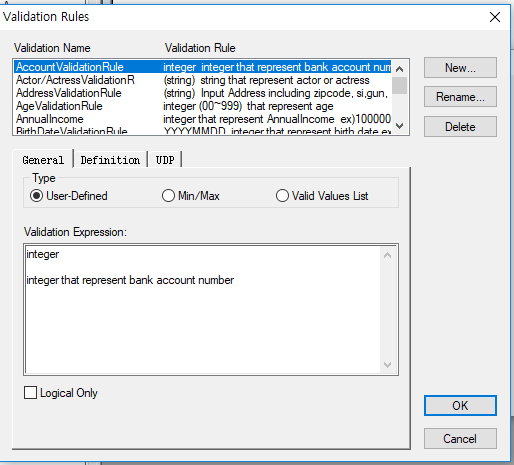 Validation Rules
Validation Name Validation Rule
AccountValidationRule integer integer that represent bank account num
Actor/ActressValidationR (string) string that represent actor or actress
AddressValidationRule (string) Input Address including zipcode, si,gun,
AgeValidationRule integer (00~999) that represent age
AnnualIncome integer that represent AnnualIncome ex)100000
BirthDateValidationRule YYYYMMDD integer that represent birth date ex
New...
Rename...
Delete
General Definition UDP
Type
User-Defined Min/Max Valid Values List
Validation Expression:
integer
integer that represent bank account number
Logical Only
OK
Cancel